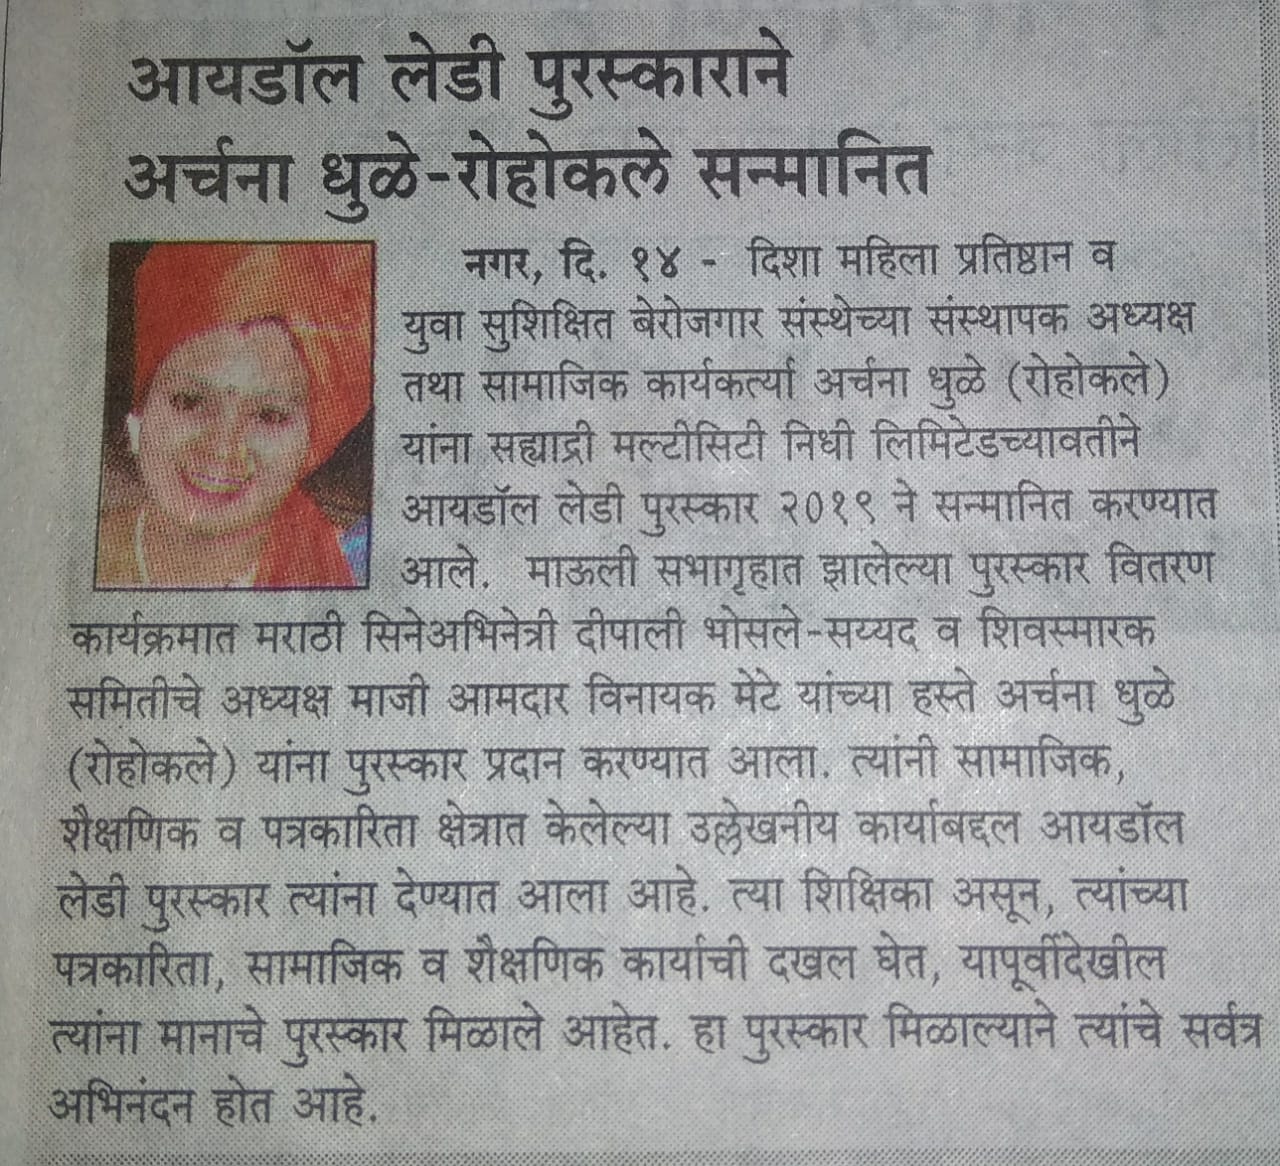 आयडॉल लेडी पुरस्काराने
अर्चना धुळे-रोहोकले सन्मानित
नगर, दि. १४ - दिशा महिला प्रतिष्ठान व
युवा सुशिक्षित बेरोजगार संस्थेच्या संस्थापक अध्यक्ष
तथा सामाजिक कार्यकर्त्या अर्चना धुळे (रोहोकले)
यांना सह्याद्री मल्टीसिटी निधी लिमिटेडच्यावतीने
आयडॉल लेडी पुरस्कार २०१९ ने सन्मानित करण्यात
आले. माऊली सभागृहात झालेल्या पुरस्कार वितरण
कार्यक्रमात मराठी सिनेअभिनेत्री दीपाली भोसले-सय्यद व शिवस्मारक
समितीचे अध्यक्ष माजी आमदार विनायक मेटे यांच्या हस्ते अर्चना धुळे
(रोहोकले) यांना पुरस्कार प्रदान करण्यात आला. त्यांनी सामाजिक,
शैक्षणिक व पत्रकारिता क्षेत्रात केलेल्या उल्लेखनीय कार्याबद्दल आयडॉल
लेडी पुरस्कार त्यांना देण्यात आला आहे. त्या शिक्षिका असून, त्यांच्या
पत्रकारिता, सामाजिक व शैक्षणिक कार्याची दखल घेत, यापूर्वीदेखील
त्यांना मानाचे पुरस्कार मिळाले आहेत. हा पुरस्कार मिळाल्याने त्यांचे सर्वत्र
अभिनंदन होत आहे.